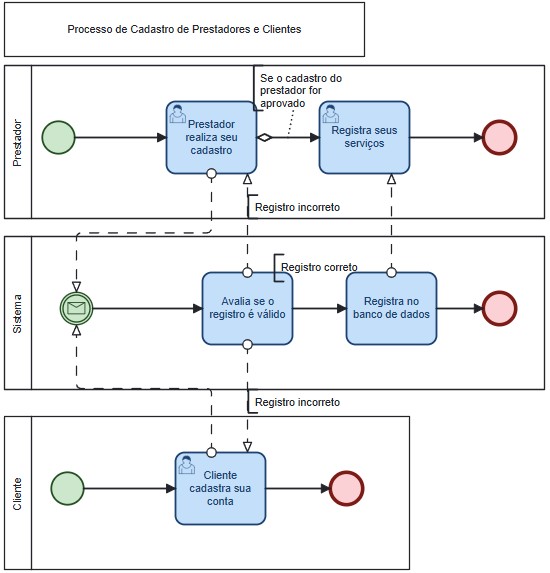 Processo de Cadastro de Prestadores e Clientes
Prestador
Prestador
realiza seu
cadastro
Se o cadastro do
prestador for
aprovado
Registra seus
serviços
Registro incorreto
Sistema
Avalia se o
registro é válido
Registro correto
Registra no
banco de dados
Registro incorreto
Cliente
Cliente
cadastra sua
conta